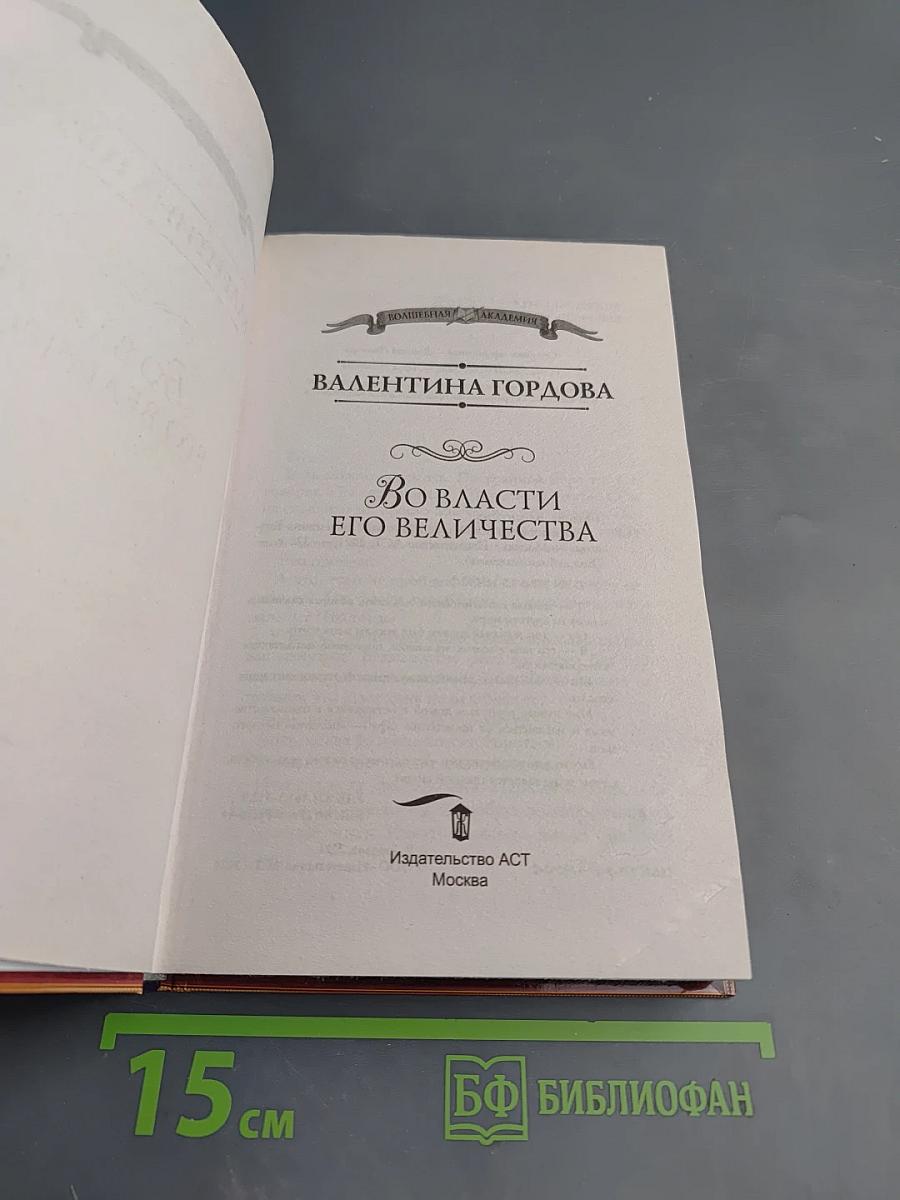 ВОЛШЕБНАЯ АКАДЕМИЯ
ВАЛЕНТИНА ГОРДОВА
ВО ВЛАСТИ
ЕГО ВЕЛИЧЕСТВА
Издательство АСТ
Москва
15 см
БФ БИБЛИОФАН